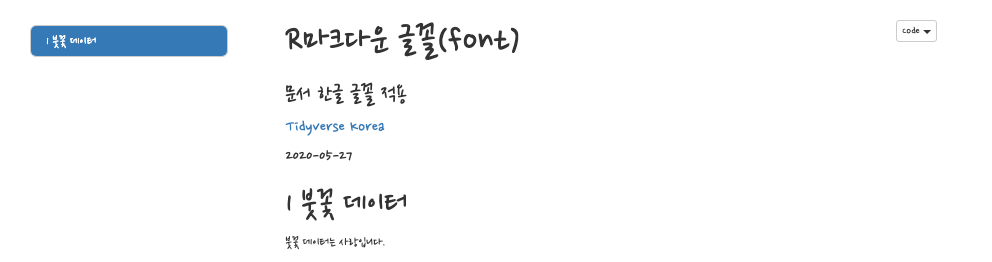 1 붓꽃 데이터
R마크다운 글꼴(font)
Code
문서 한글 글꼴 적용
Tidyverse Korea
2020-05-27
1 붓꽃 데이터
붓꽃 데이터는 사랑입니다.